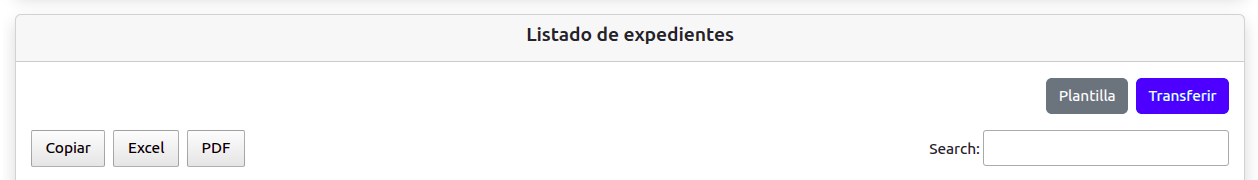 Listado de expedientes
Plantilla Transferir
Copiar Excel PDF Search: